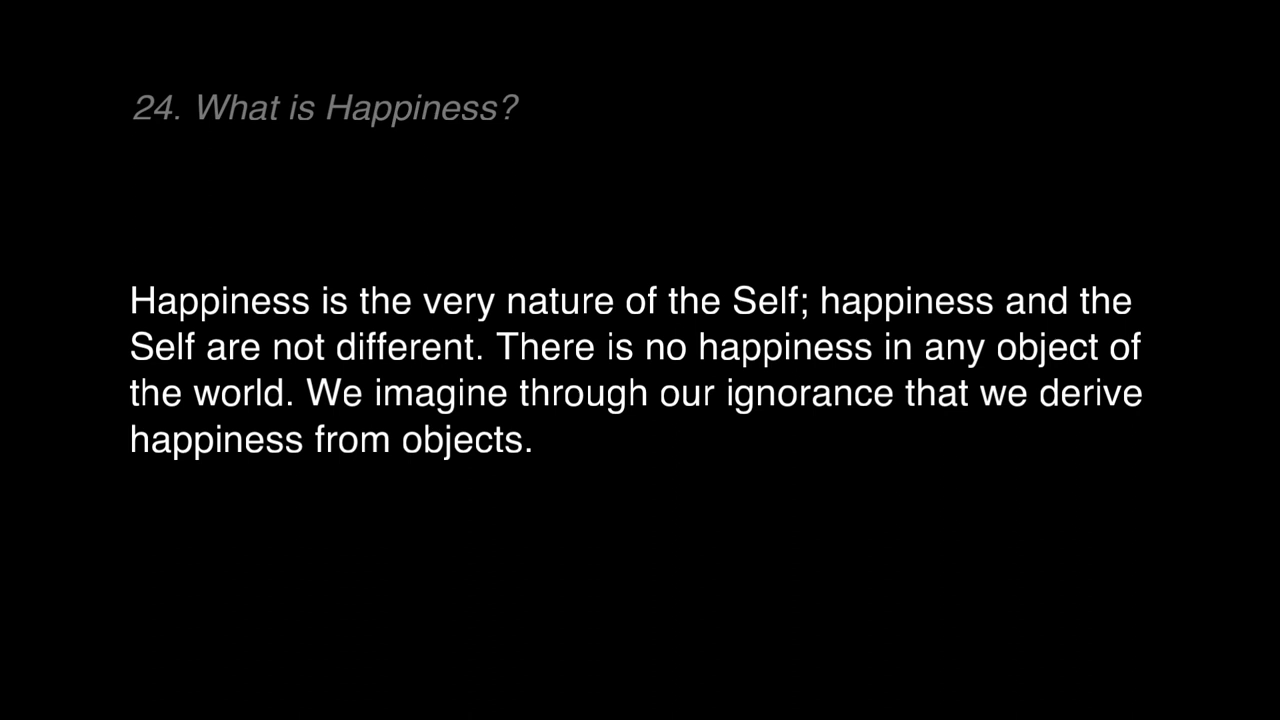 24. What is Happiness?
Happiness is the very nature of the Self; happiness and the
Self are not different. There is no happiness in any object of
the world. We imagine through our ignorance that we derive
happiness from objects.